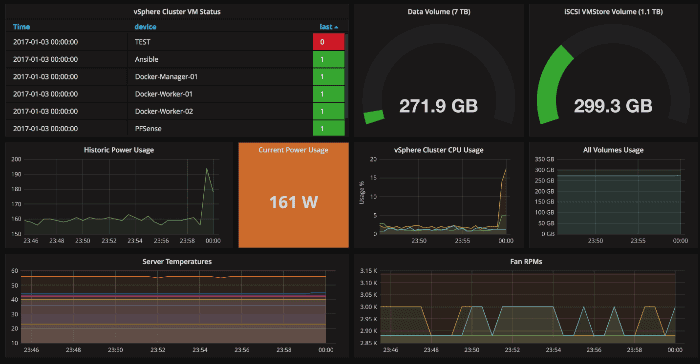 vSphere Cluster VM Status
Time device last
2017-01-03 00:00:00 TEST 0
2017-01-03 00:00:00 Ansible 1
2017-01-03 00:00:00 Docker-Manager-01 1
2017-01-03 00:00:00 Docker-Worker-01 1
2017-01-03 00:00:00 Docker-Worker-02 1
2017-01-03 00:00:00 PFSense 1
Data Volume (7 TB)
271.9 GB
iSCSI VMStore Volume (1.1 TB)
299.3 GB
Historic Power Usage
200
190
180
170
160
150
23:46 23:48 23:50 23:52 23:54 23:56 23:58 00:00
Current Power Usage
161 W
vSphere Cluster CPU Usage
Usage %
20
15
10
5
0
23:50 23:55 00:00
All Volumes Usage
350 GB
300 GB
250 GB
200 GB
150 GB
100 GB
50 GB
0 GB
23:50 23:55 00:00
Server Temperatures
60
50
40
30
20
10
23:46 23:48 23:50 23:52 23:54 23:56 23:58 00:00
Fan RPMs
3.15 K
3.10 K
3.05 K
3.00 K
2.95 K
2.90 K
2.85 K
23:46 23:48 23:50 23:52 23:54 23:56 23:58 00:00